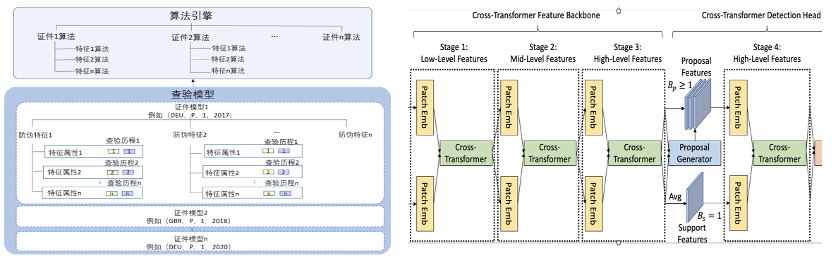 算法引擎
证件1算法
证件2算法
...
证件n算法
特征1算法
特征2算法
特征n算法
特征1算法
特征2算法
特征n算法
查验模型
证件模型1
例如（DEU，P，1，2017）
防伪特征1
防伪特征2
...
防伪特征n
查验历程1
特征属性1
1
1
查验历程2
特征属性2
2
2
查验历程n
特征属性n
n
n
查验历程1
特征属性1
1
1
查验历程2
特征属性2
2
2
查验历程n
特征属性n
n
n
证件模型2
例如（GBR，P，1，2018）
证件模型n
例如（DEU，P，1，2020）
Cross-Transformer Feature Backbone
Cross-Transformer Detection Head
Stage 1:
Low-Level Features
Stage 2:
Mid-Level Features
Stage 3:
High-Level Features
Proposal
Features
Stage 4:
High-Level Features
Patch Emb
Patch Emb
Cross-
Transformer
Patch Emb
Patch Emb
Cross-
Transformer
Patch Emb
Patch Emb
Cross-
Transformer
B_p ≥ 1
Proposal
Generator
Avg
B_s = 1
Support
Features
Patch Emb
Patch Emb
Cross-
Transformer